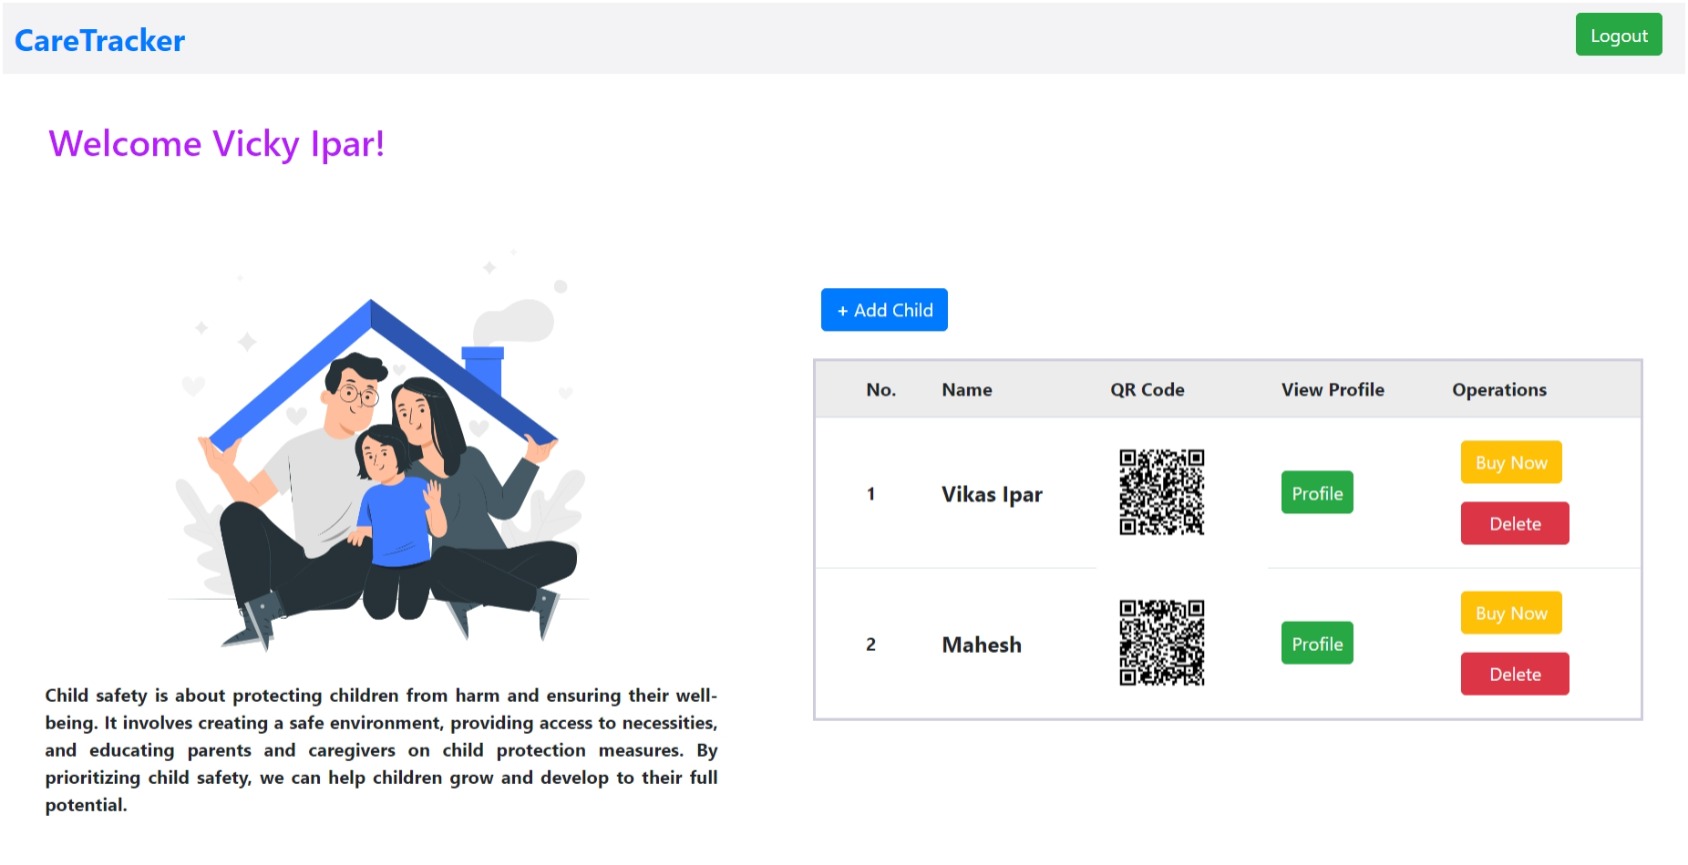 CareTracker
Logout
Welcome Vicky Ipar!
+ Add Child
No. Name QR Code View Profile Operations
1 Vikas Ipar Profile Buy Now
Delete
2 Mahesh Profile Buy Now
Delete
Child safety is about protecting children from harm and ensuring their well-
being. It involves creating a safe environment, providing access to necessities,
and educating parents and caregivers on child protection measures. By
prioritizing child safety, we can help children grow and develop to their full
potential.